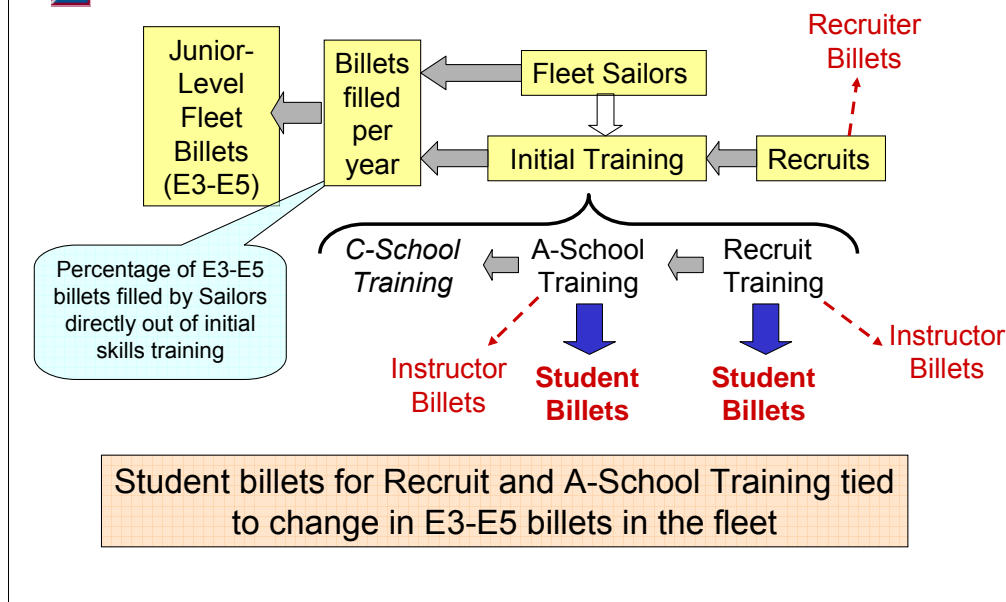 Junior-
Level
Fleet
Billets
(E3-E5)
Billets
filled
per
year
Fleet Sailors
Initial Training
Recruits
Recruiter
Billets
Percentage of E3-E5
billets filled by Sailors
directly out of initial
skills training
C-School
Training
A-School
Training
Recruit
Training
Instructor
Billets
Student
Billets
Student
Billets
Instructor
Billets
Student billets for Recruit and A-School Training tied
to change in E3-E5 billets in the fleet